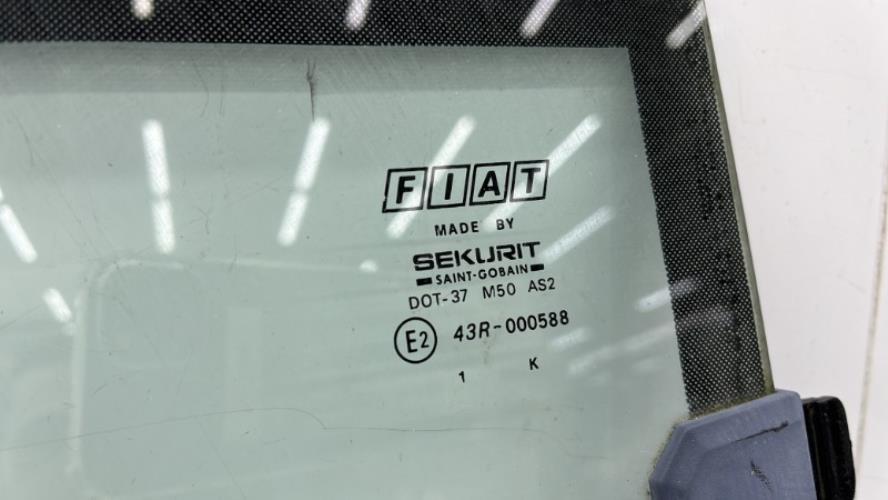 FIAT
MADE BY
SEKURIT
SAINT-GOBAIN
DOT-37 M50 AS2
E2 43R-000588
1 K